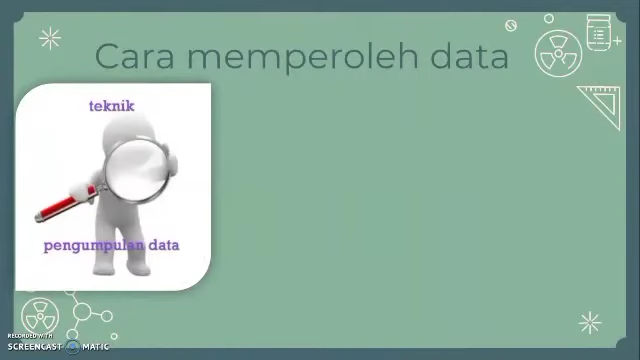 Cara memperoleh data
teknik
pengumpulan data
RECORDED WITH
SCREENCAST MATIC